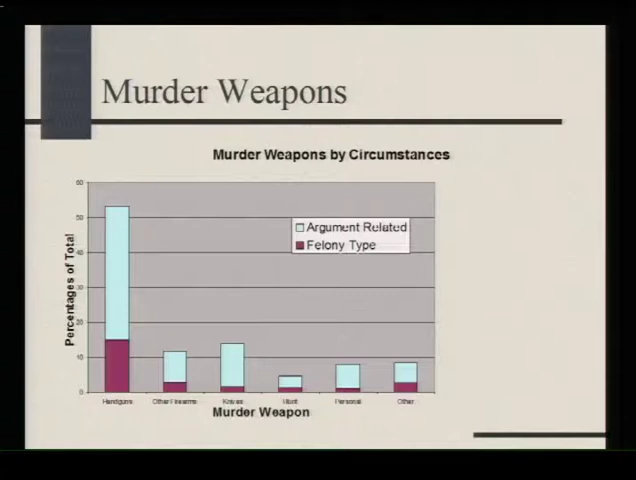 Murder Weapons
Murder Weapons by Circumstances
60
50
40
30
20
10
0
Percentages of Total
Argument Related
Felony Type
Handguns
Other Firearms
Knives
Blunt
Personal
Other
Murder Weapon